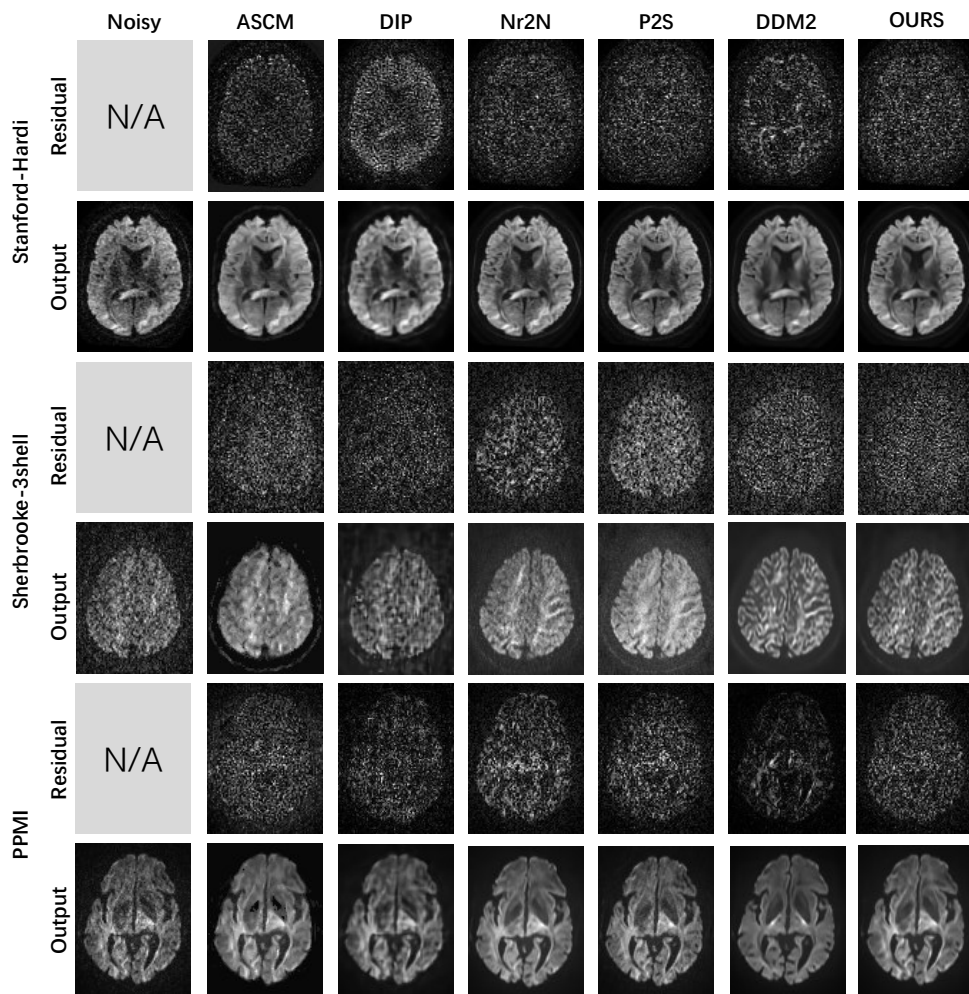 Noisy ASCM DIP Nr2N P2S DDM2 OURS
Stanford-Hardi
Residual
N/A
Output
Sherbrooke-3shell
Residual
N/A
Output
PPMI
Residual
N/A
Output